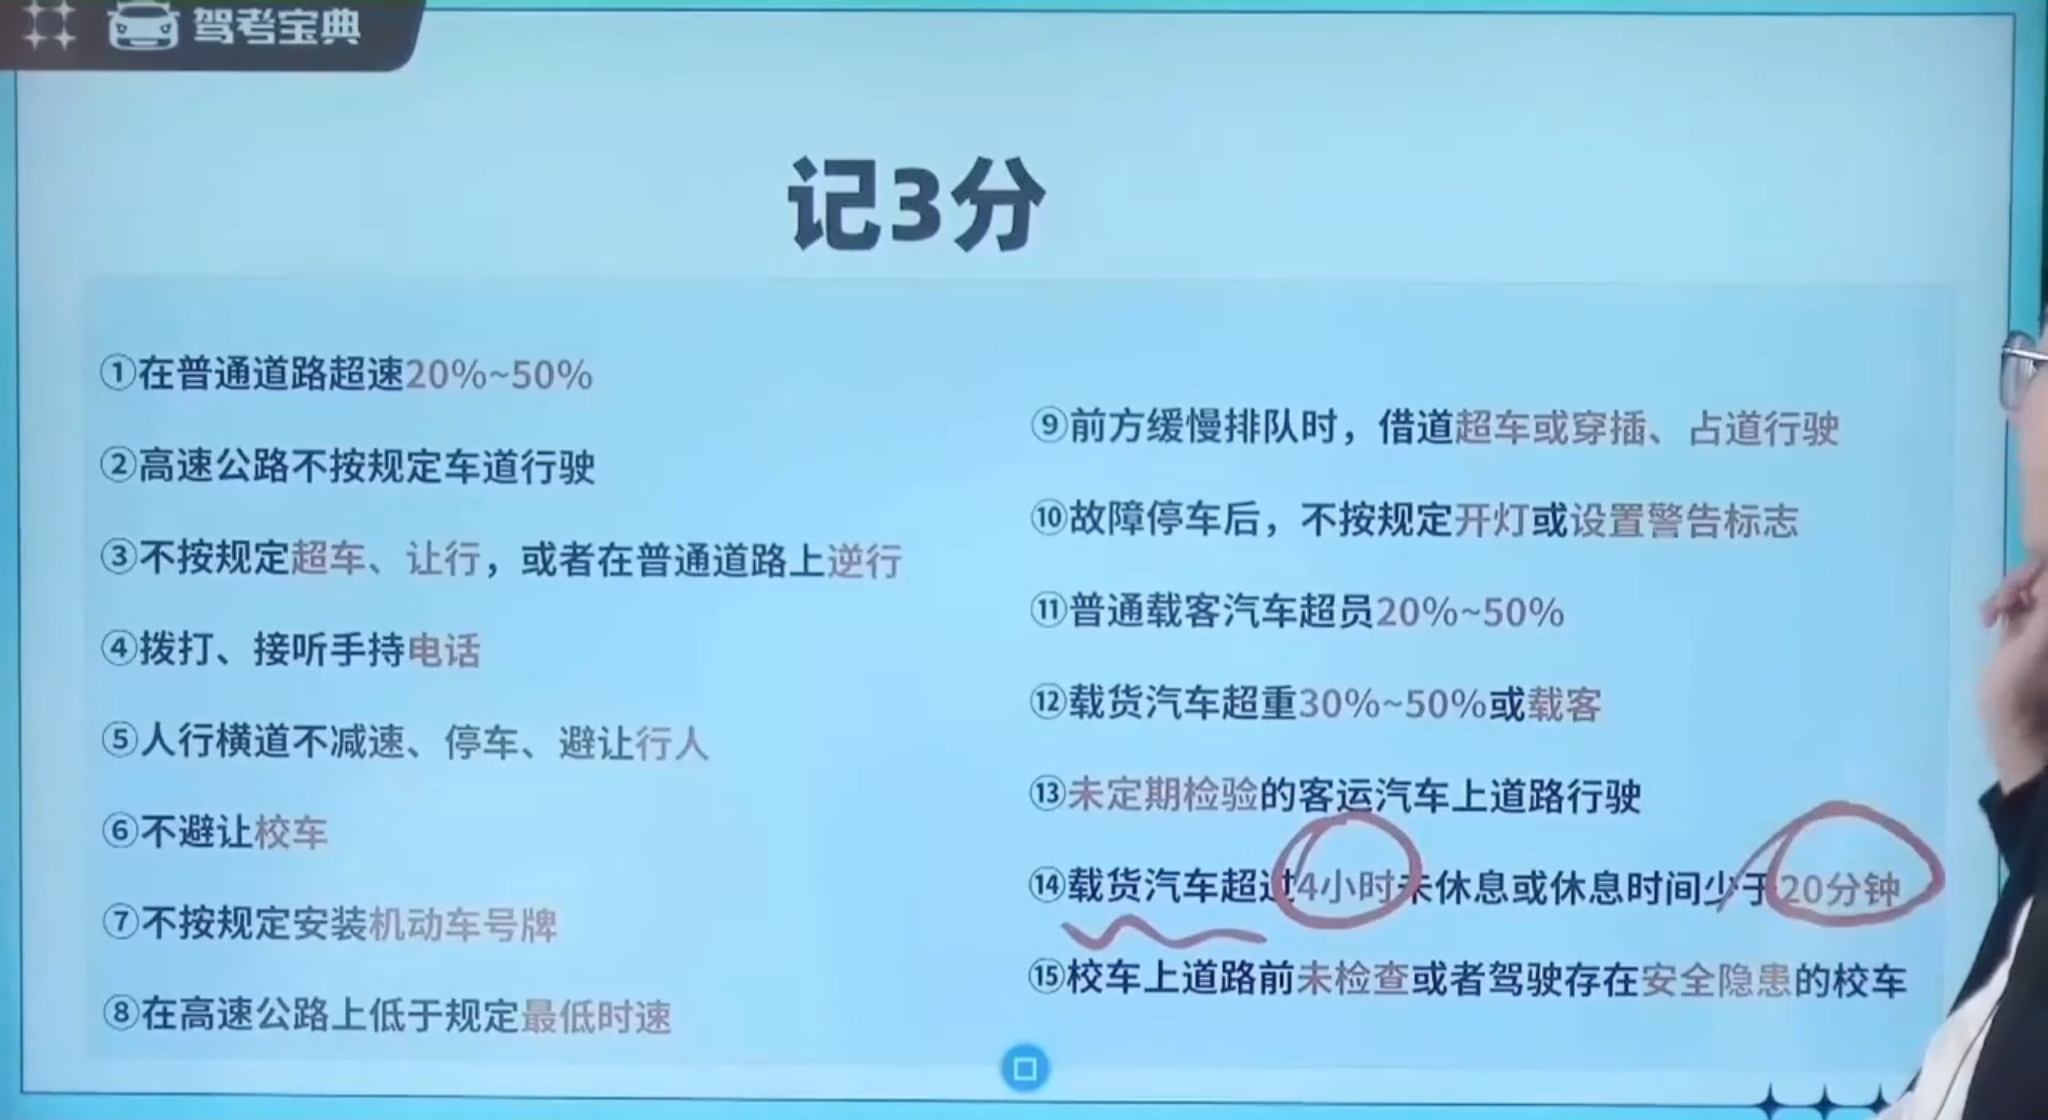 驾考宝典
记3分
①在普通道路超速20%~50%
②高速公路不按规定车道行驶
③不按规定超车、让行，或者在普通道路上逆行
④拨打、接听手持电话
⑤人行横道不减速、停车、避让行人
⑥不避让校车
⑦不按规定安装机动车号牌
⑧在高速公路上低于规定最低时速
⑨前方缓慢排队时，借道超车或穿插、占道行驶
⑩故障停车后，不按规定开灯或设置警告标志
⑪普通载客汽车超员20%~50%
⑫载货汽车超重30%~50%或载客
⑬未定期检验的客运汽车上道路行驶
⑭载货汽车超过4小时未休息或休息时间少于20分钟
⑮校车上道路前未检查或者驾驶存在安全隐患的校车